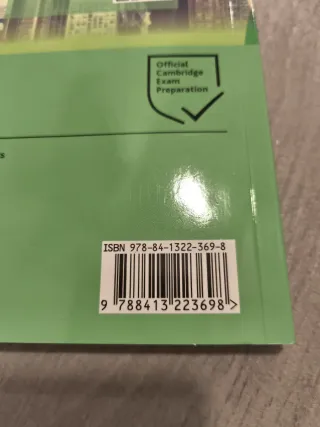 Official
Cambridge
Exam
Preparation
s
ISBN 978-84-1322-369-8
9 788413 223698 >